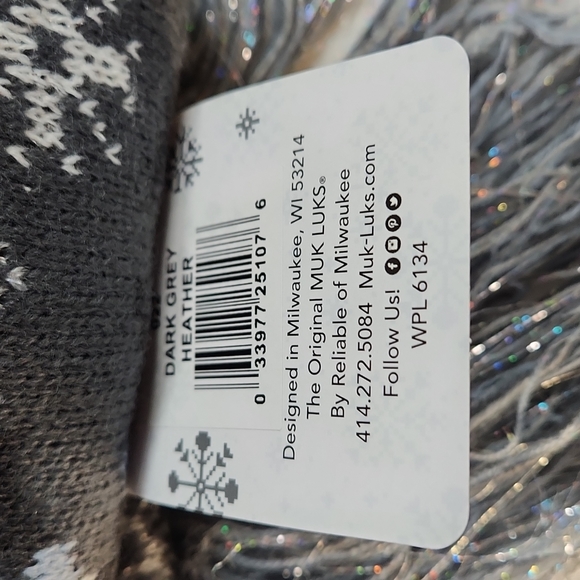 DARK GREY
HEATHER
0 33977 25107 6
Designed in Milwaukee, WI 53214
The Original MUK LUKS®
By Reliable of Milwaukee
414.272.5084 Muk-Luks.com
Follow Us!
WPL 6134